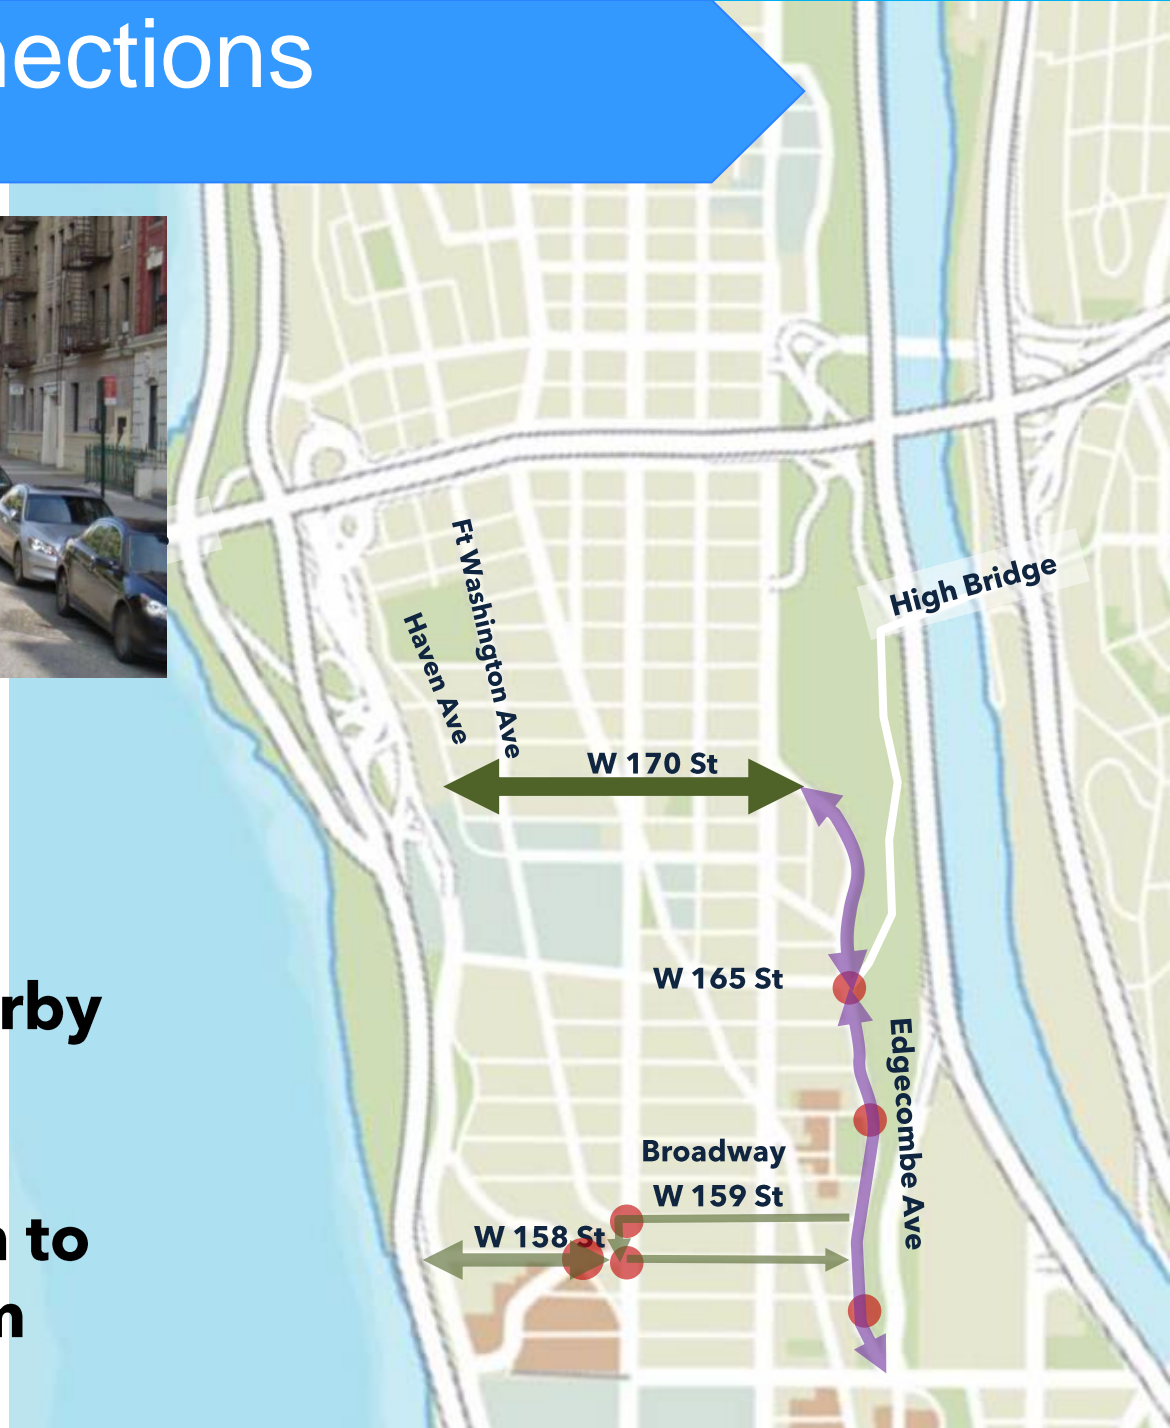 nections
High Bridge
Ft Washington Ave
Haven Ave
W 170 St
W 165 St
rby
Edgecombe Ave
Broadway
W 159 St
W 158 St
to